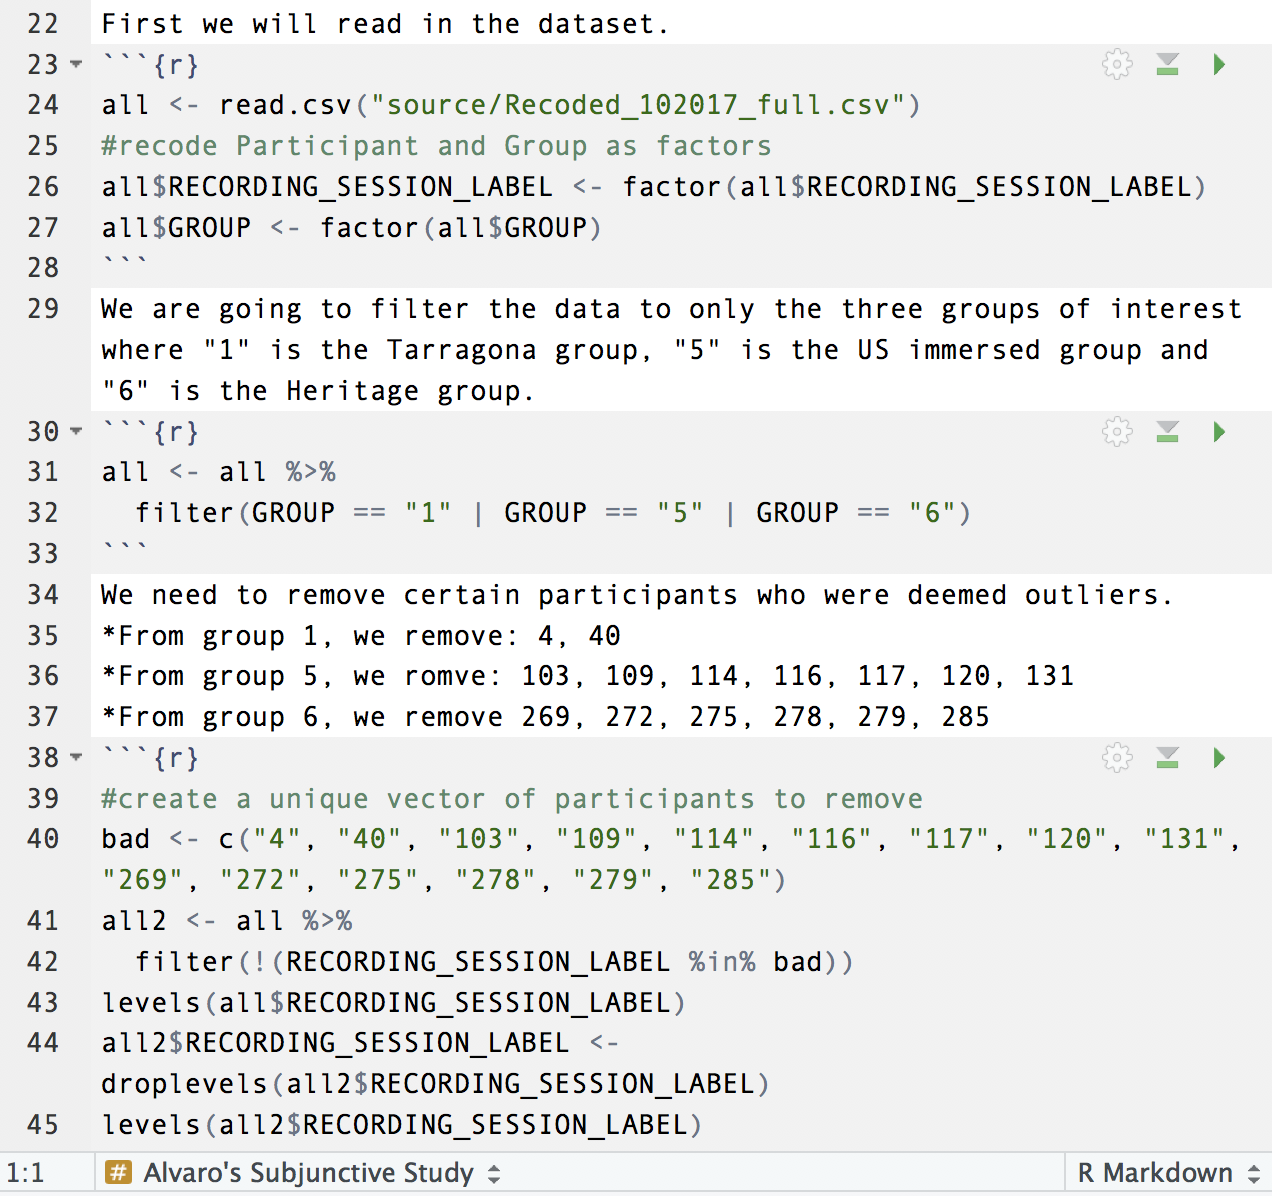 22 First we will read in the dataset.
23 ```{r}
24 all <- read.csv("source/Recoded_102017_full.csv")
25 #recode Participant and Group as factors
26 all$RECORDING_SESSION_LABEL <- factor(all$RECORDING_SESSION_LABEL)
27 all$GROUP <- factor(all$GROUP)
28 ```
29 We are going to filter the data to only the three groups of interest
where "1" is the Tarragona group, "5" is the US immersed group and
"6" is the Heritage group.
30 ```{r}
31 all <- all %>%
32   filter(GROUP == "1" | GROUP == "5" | GROUP == "6")
33 ```
34 We need to remove certain participants who were deemed outliers.
35 *From group 1, we remove: 4, 40
36 *From group 5, we romve: 103, 109, 114, 116, 117, 120, 131
37 *From group 6, we remove 269, 272, 275, 278, 279, 285
38 ```{r}
39 #create a unique vector of participants to remove
40 bad <- c("4", "40", "103", "109", "114", "116", "117", "120", "131",
"269", "272", "275", "278", "279", "285")
41 all2 <- all %>%
42   filter(!(RECORDING_SESSION_LABEL %in% bad))
43 levels(all$RECORDING_SESSION_LABEL)
44 all2$RECORDING_SESSION_LABEL <-
droplevels(all2$RECORDING_SESSION_LABEL)
45 levels(all2$RECORDING_SESSION_LABEL)
1:1 # Alvaro's Subjunctive Study R Markdown